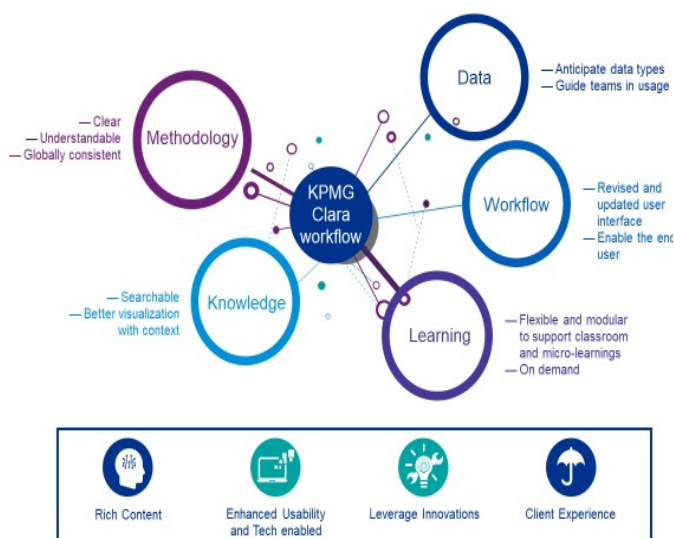 Data
— Anticipate data types
— Guide teams in usage
— Clear
— Understandable
— Globally consistent
Methodology
KPMG
Clara
workflow
Workflow
— Revised and
updated user
interface
— Enable the end
user
— Searchable
— Better visualization
with context
Knowledge
Learning
— Flexible and modular
to support classroom
and micro-learnings
— On demand
Rich Content
Enhanced Usability
and Tech enabled
Leverage Innovations
Client Experience